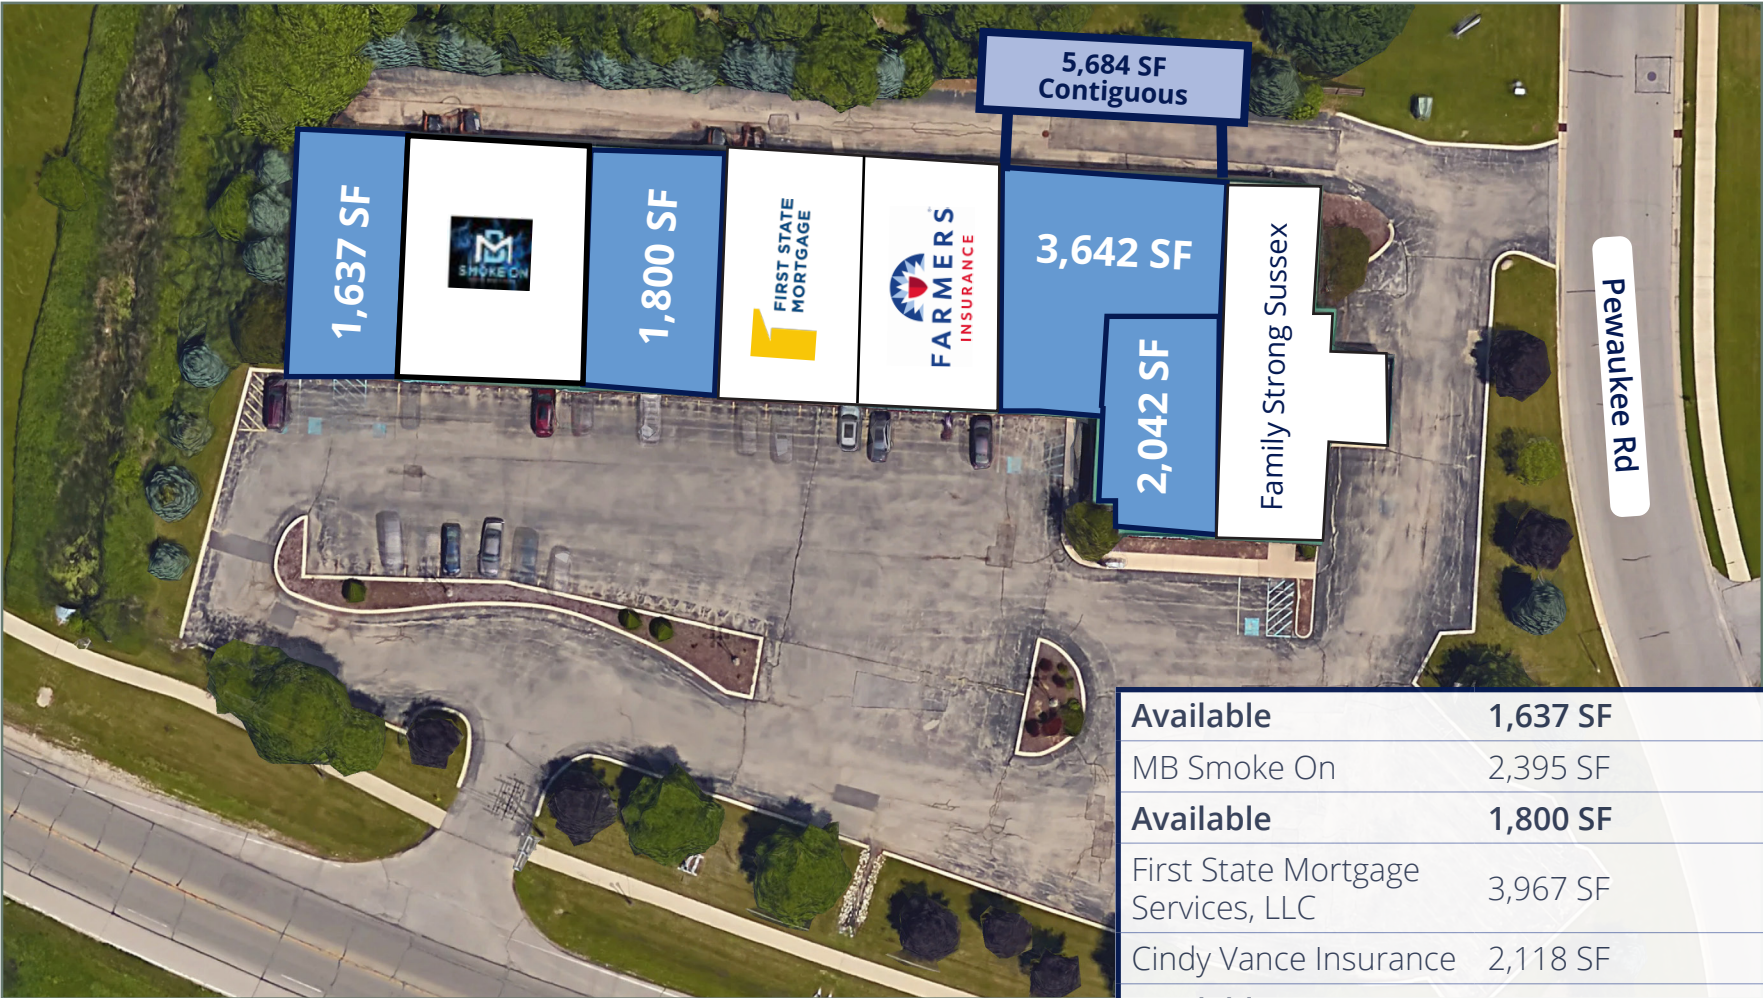 5,684 SF
Contiguous
1,637 SF
SMOKE ON
1,800 SF
FIRST STATE
MORTGAGE
FARMERS
INSURANCE
3,642 SF
2,042 SF
Family Strong Sussex
Pewaukee Rd
Available 1,637 SF
MB Smoke On 2,395 SF
Available 1,800 SF
First State Mortgage
Services, LLC 3,967 SF
Cindy Vance Insurance 2,118 SF